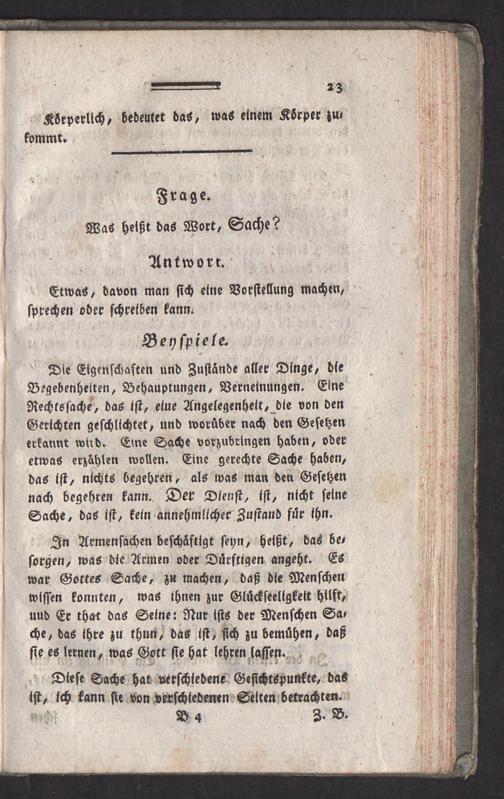 23
Körperlich, bedeutet das, was einem Körper zu-
kommt.
Frage.
Was heißt das Wort, Sache?
Antwort.
Etwas, davon man sich eine Vorstellung machen,
sprechen oder schreiben kann.
Beyspiele.
Die Eigenschaften und Zustände aller Dinge, die
Begebenheiten, Behauptungen, Verneinungen. Eine
Rechtssache, das ist, eine Angelegenheit, die von den
Gerichten geschlichtet, und worüber nach den Gesetzen
erkannt wird. Eine Sache vorzubringen haben, oder
etwas erzählen wollen. Eine gerechte Sache haben,
das ist, nichts begehren, als was man den Gesetzen
nach begehren kann. Der Dienst, ist, nicht seine
Sache, das ist, kein annehmlicher Zustand für ihn.
In Armensachen beschäftigt seyn, heißt, das be-
sorgen, was die Armen oder Dürftigen angeht. Es
war Gottes Sache, zu machen, daß die Menschen
wissen konnten, was ihnen zur Glückseeligkeit hilft,
und Er that das Seine: Nur ists der Menschen Sa-
che, das ihre zu thun, das ist, sich zu bemühen, daß
sie es lernen, was Gott sie hat lehren lassen.
Diese Sache hat verschiedene Gesichtspunkte, das
ist, ich kann sie von verschiedenen Seiten betrachten.
B 4 Z. B.